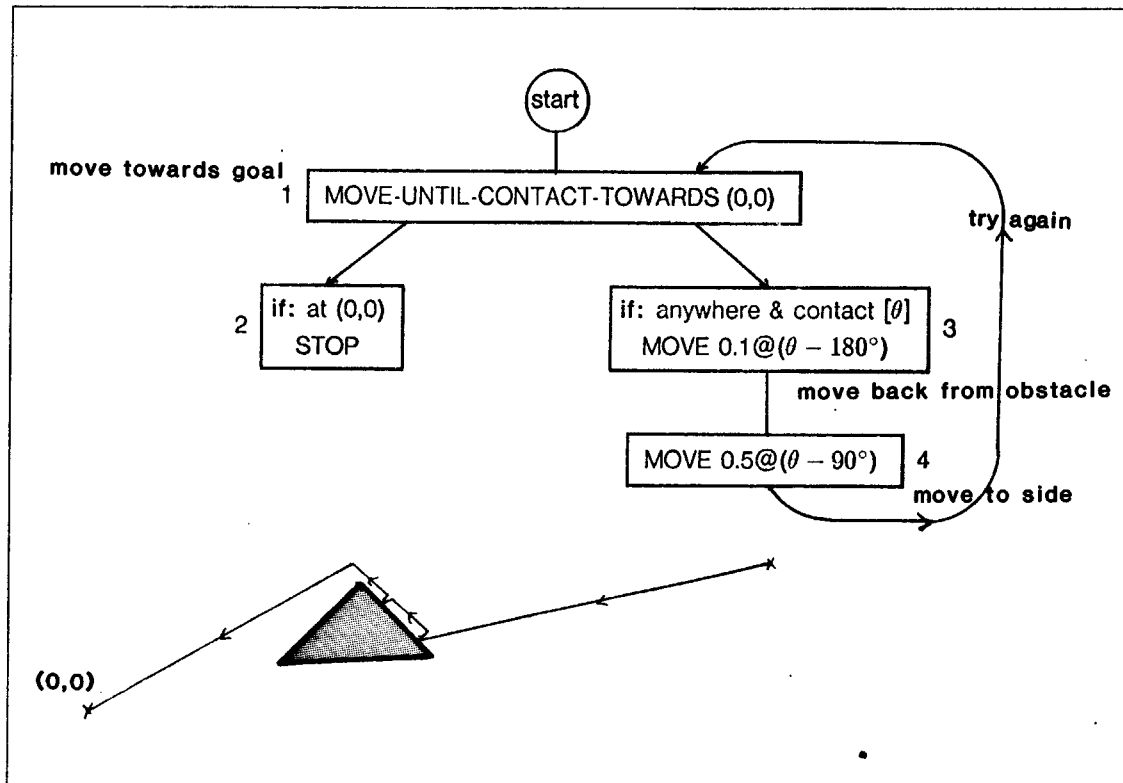 start
move towards goal
1 MOVE-UNTIL-CONTACT-TOWARDS (0,0)
try again
2
if: at (0,0)
STOP
if: anywhere & contact [θ]
MOVE 0.1@(θ − 180°)
3
move back from obstacle
MOVE 0.5@(θ − 90°) 4
move to side
(0,0)